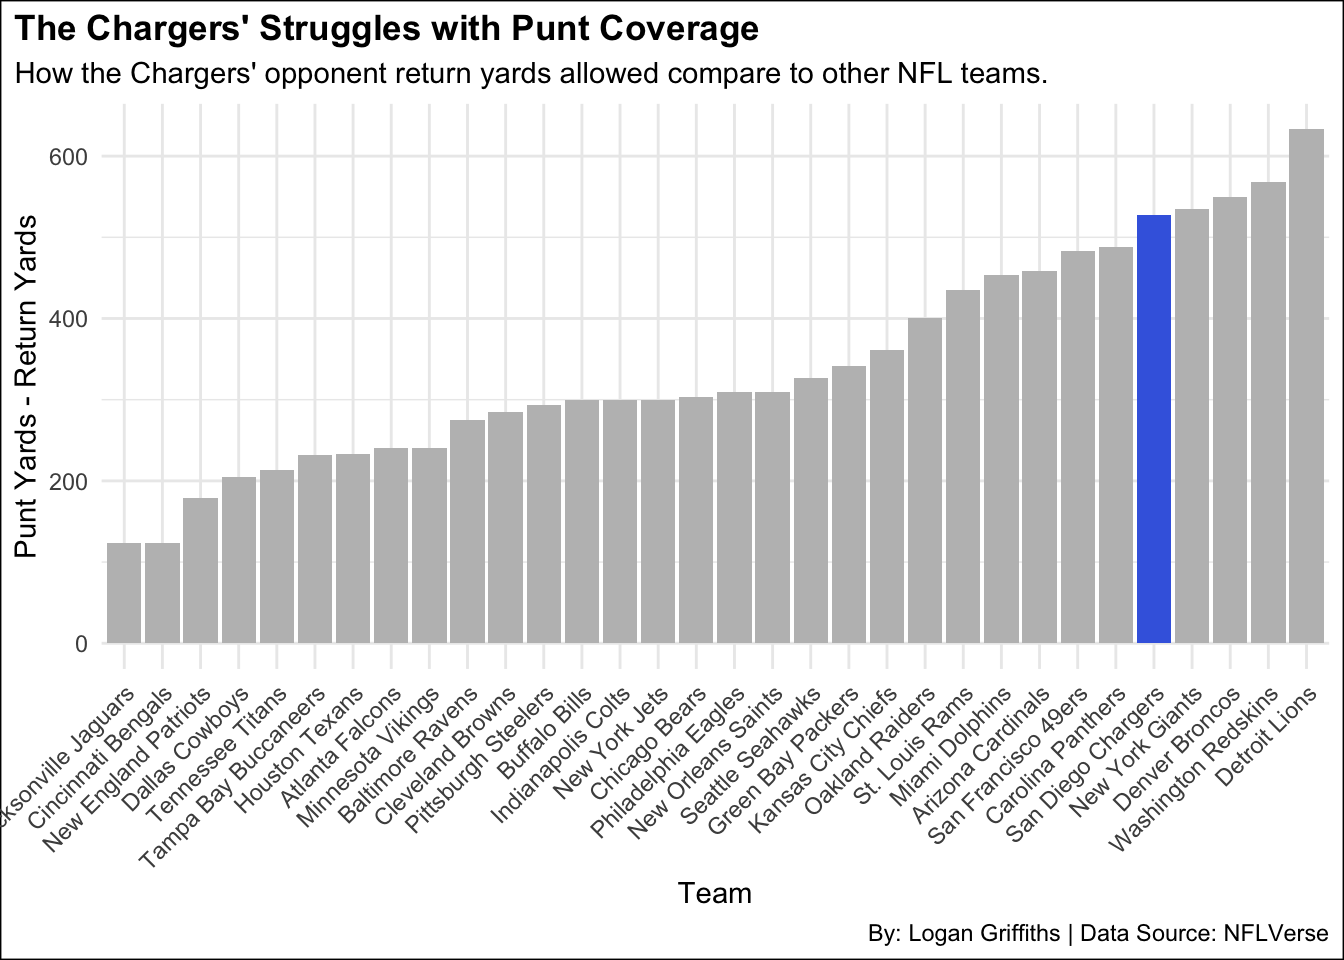 The Chargers' Struggles with Punt Coverage
How the Chargers' opponent return yards allowed compare to other NFL teams.
Punt Yards - Return Yards
600
400
200
0
cksonville Jaguars
Cincinnati Bengals
New England Patriots
Dallas Cowboys
Tennessee Titans
Tampa Bay Buccaneers
Houston Texans
Atlanta Falcons
Minnesota Vikings
Baltimore Ravens
Cleveland Browns
Pittsburgh Steelers
Buffalo Bills
Indianapolis Colts
New York Jets
Chicago Bears
Philadelphia Eagles
New Orleans Saints
Seattle Seahawks
Green Bay Packers
Kansas City Chiefs
Oakland Raiders
St. Louis Rams
Miami Dolphins
Arizona Cardinals
San Francisco 49ers
Carolina Panthers
San Diego Chargers
New York Giants
Denver Broncos
Washington Redskins
Detroit Lions
Team
By: Logan Griffiths | Data Source: NFLVerse